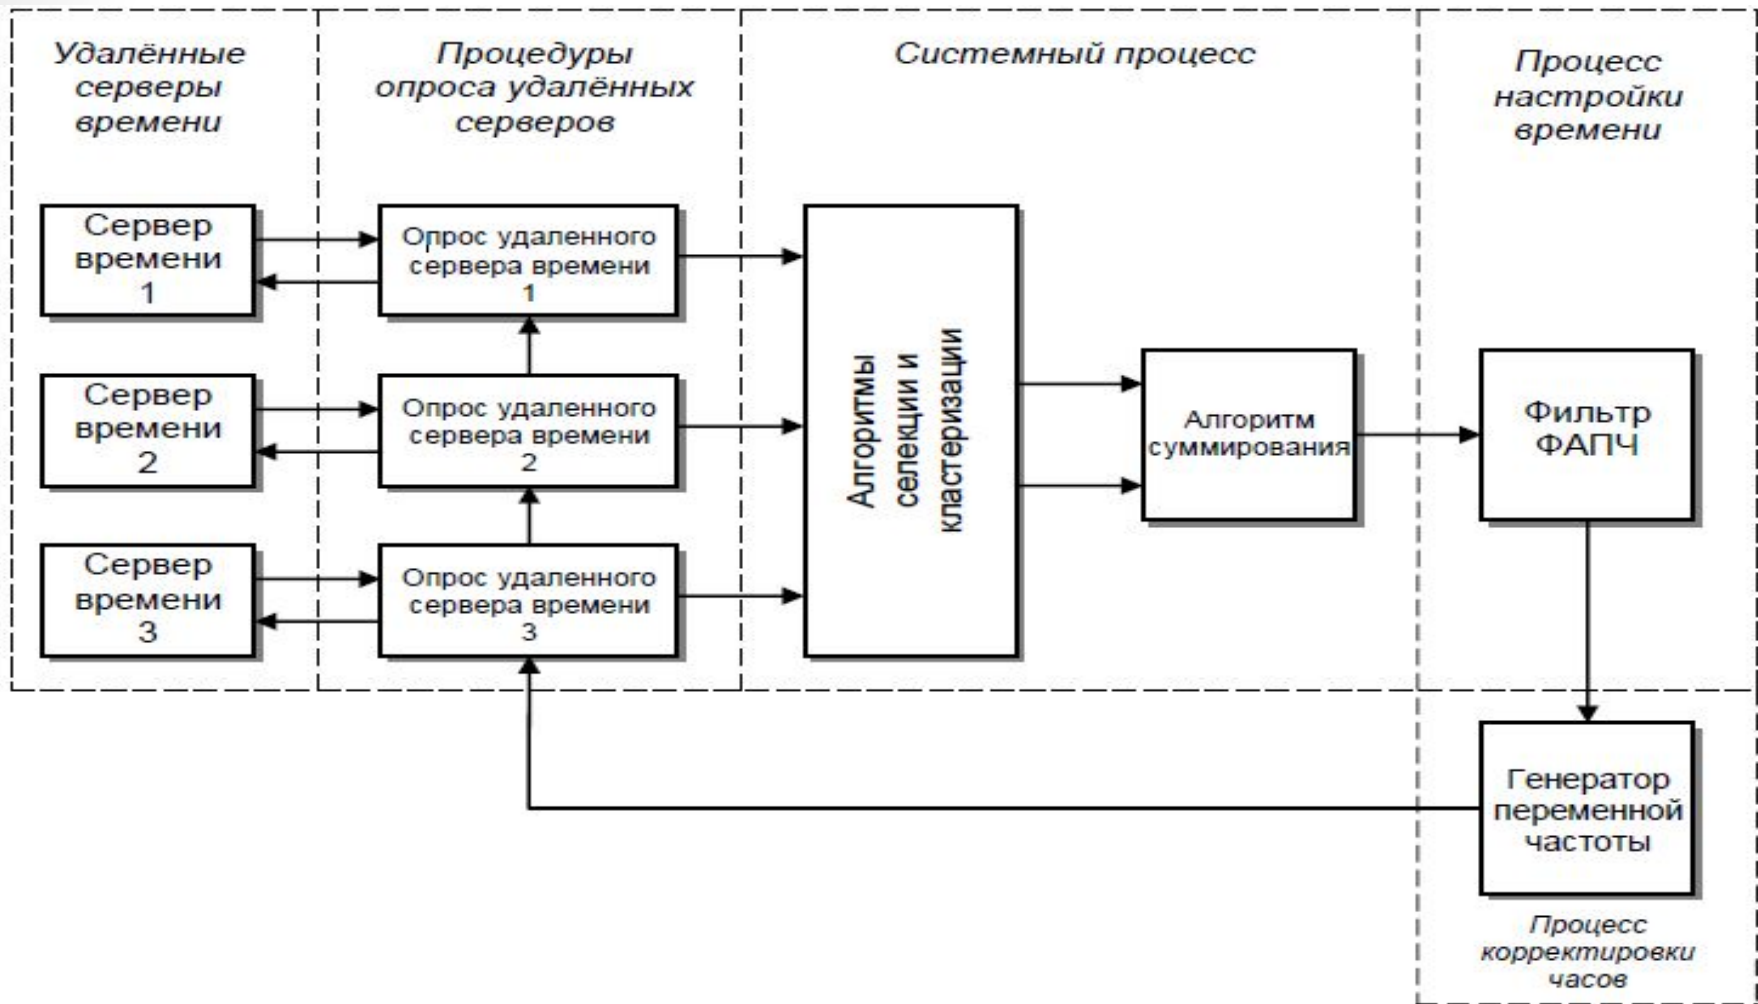 Удалённые
серверы
времени
Процедуры
опроса удалённых
серверов
Системный процесс
Процесс
настройки
времени
Сервер
времени
1
Опрос удаленного
сервера времени
1
Сервер
времени
2
Опрос удаленного
сервера времени
2
Сервер
времени
3
Опрос удаленного
сервера времени
3
Алгоритмы
селекции и
кластеризации
Алгоритм
суммирования
Фильтр
ФАПЧ
Генератор
переменной
частоты
Процесс
корректировки
часов